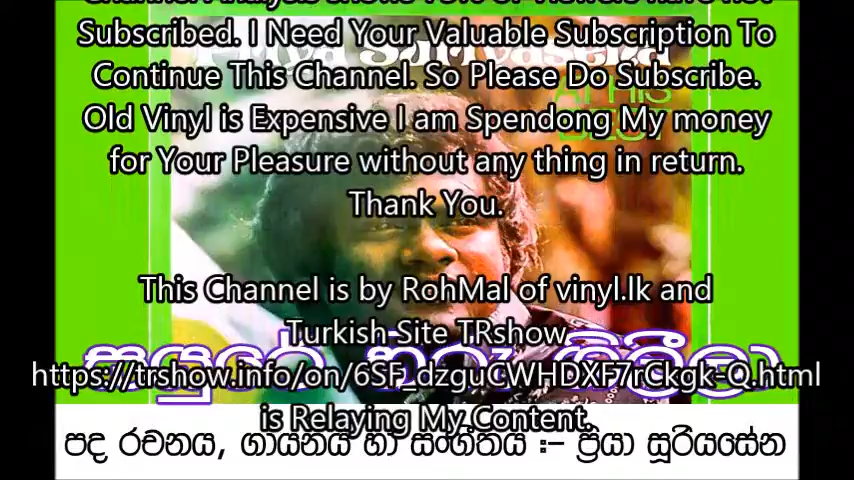 Subscribed. I Need Your Valuable Subscription To
Continue This Channel. So Please Do Subscribe.
Old Vinyl is Expensive I am Spendong My money
for Your Pleasure without any thing in return.
Thank You.
This Channel is by RohMal of vinyl.lk and
Turkish Site TRshow
https://trshow.info/on/6SF_dzguCWHDXF7rCkgk-Q.html
is Relaying My Content.
පද රචනය, ගායනය හා සංගීතය :- ප්‍රියා සූරියසේන